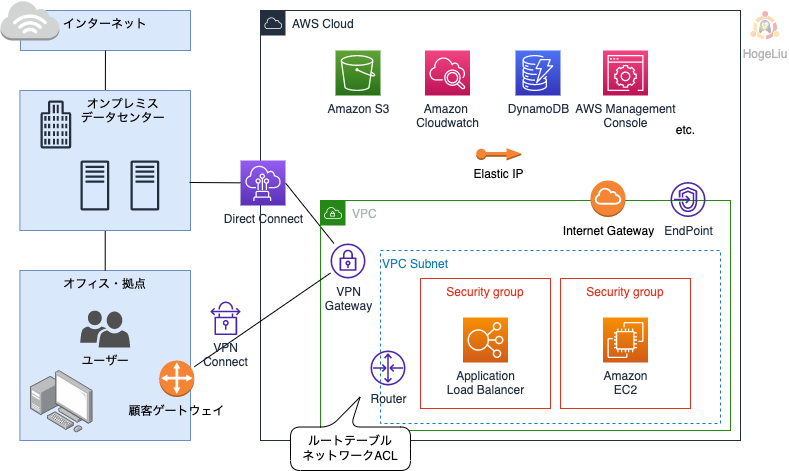 インターネット
AWS Cloud
HogeLiu
オンプレミス
データセンター
Amazon S3
Amazon
Cloudwatch
DynamoDB
AWS Management
Console
etc.
Elastic IP
Direct Connect
VPC
Internet Gateway
EndPoint
オフィス・拠点
ユーザー
顧客ゲートウェイ
VPN
Connect
VPN
Gateway
VPC Subnet
Security group
Application
Load Balancer
Security group
Amazon
EC2
Router
ルートテーブル
ネットワークACL